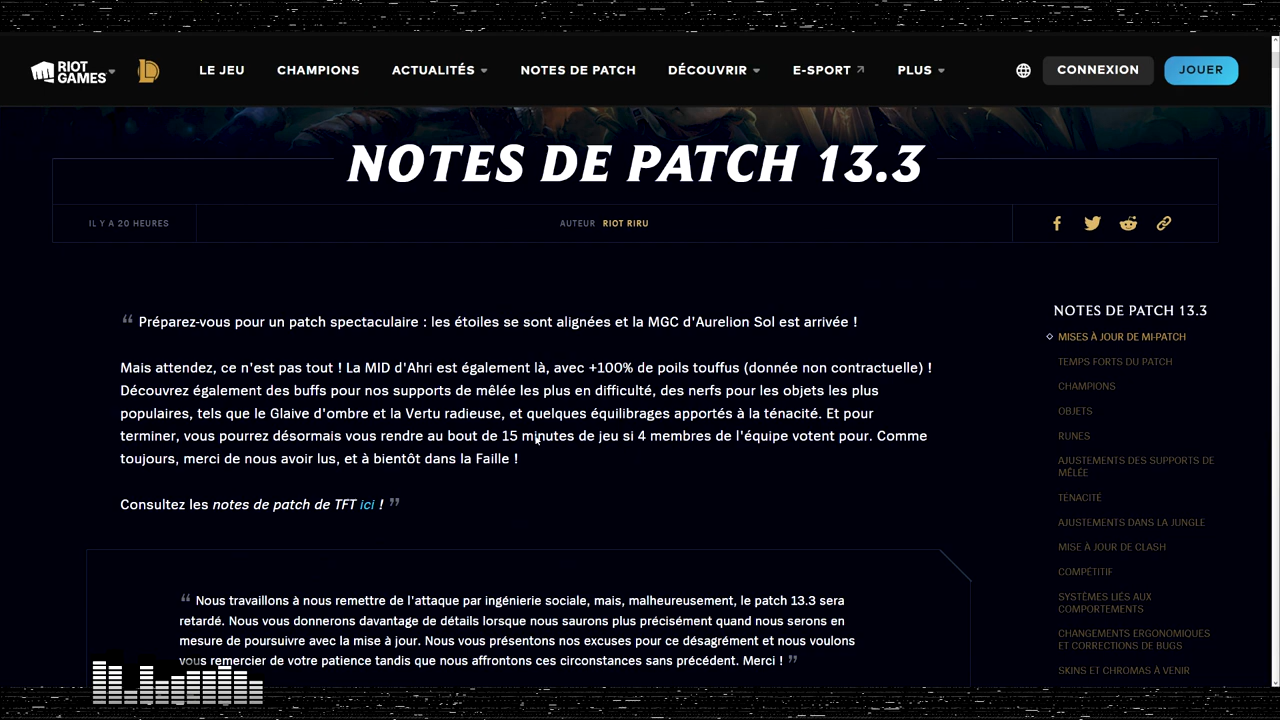 RIOT GAMES
LE JEU
CHAMPIONS
ACTUALITÉS
NOTES DE PATCH
DÉCOUVRIR
E-SPORT
PLUS
CONNEXION
JOUER
NOTES DE PATCH 13.3
IL Y A 20 HEURES
AUTEUR RIOT RIRU
“ Préparez-vous pour un patch spectaculaire : les étoiles se sont alignées et la MGC d'Aurelion Sol est arrivée !
Mais attendez, ce n'est pas tout ! La MID d'Ahri est également là, avec +100% de poils touffus (donnée non contractuelle) !
Découvrez également des buffs pour nos supports de mêlée les plus en difficulté, des nerfs pour les objets les plus
populaires, tels que le Glaive d'ombre et la Vertu radieuse, et quelques équilibrages apportés à la ténacité. Et pour
terminer, vous pourrez désormais vous rendre au bout de 15 minutes de jeu si 4 membres de l'équipe votent pour. Comme
toujours, merci de nous avoir lus, et à bientôt dans la Faille !
Consultez les notes de patch de TFT ici ! ”
“ Nous travaillons à nous remettre de l'attaque par ingénierie sociale, mais, malheureusement, le patch 13.3 sera
retardé. Nous vous donnerons davantage de détails lorsque nous saurons plus précisément quand nous serons en
mesure de poursuivre avec la mise à jour. Nous vous présentons nos excuses pour ce désagrément et nous voulons
vous remercier de votre patience tandis que nous affrontons ces circonstances sans précédent. Merci ! ”
NOTES DE PATCH 13.3
MISES À JOUR DE MI-PATCH
TEMPS FORTS DU PATCH
CHAMPIONS
OBJETS
RUNES
AJUSTEMENTS DES SUPPORTS DE
MÊLÉE
TENACITÉ
AJUSTEMENTS DANS LA JUNGLE
MISE À JOUR DE CLASH
COMPÉTITIF
SYSTÈMES LIÉS AUX
COMPORTEMENTS
CHANGEMENTS ERGONOMIQUES
ET CORRECTIONS DE BUGS
SKINS ET CHROMAS À VENIR